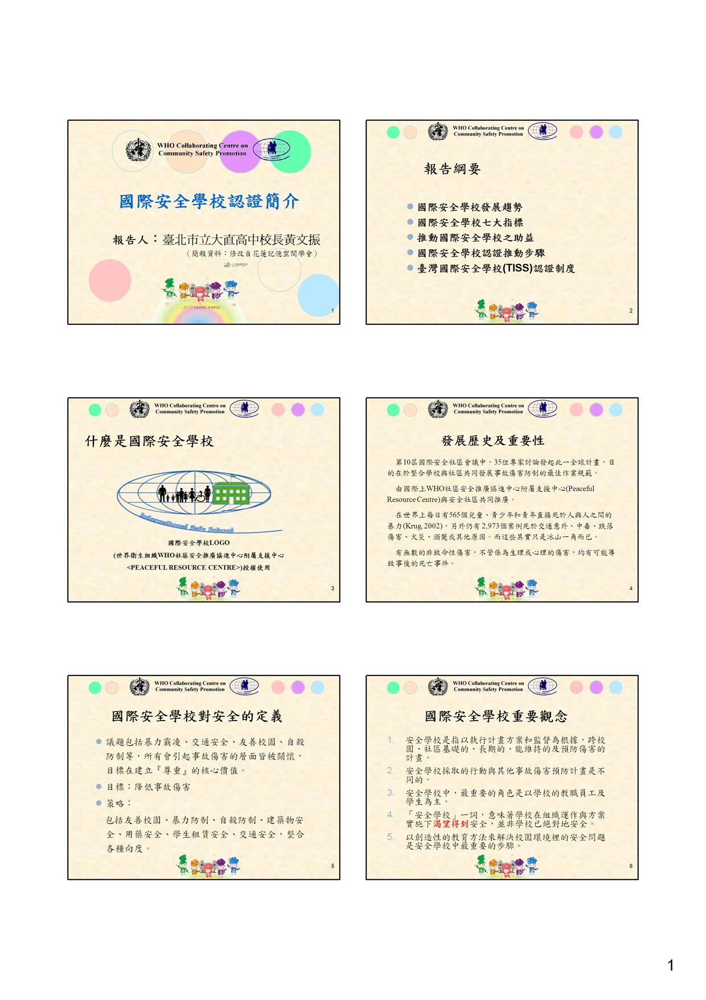 WHO Collaborating Centre on
Community Safety Promotion
國際安全學校認證簡介
報告人：臺北市立大直高中校長黃文振
（簡報資料：修改自花蓮記憶空間學會）
2010 TAIPEI EXPO
1
WHO Collaborating Centre on
Community Safety Promotion
報告綱要
國際安全學校發展趨勢
國際安全學校七大指標
推動國際安全學校之助益
國際安全學校認證推動步驟
臺灣國際安全學校(TISS)認證制度
2
WHO Collaborating Centre on
Community Safety Promotion
什麼是國際安全學校
International Safe School
國際安全學校LOGO
(世界衛生組織WHO社區安全推廣協進中心附屬支援中心
<PEACEFUL RESOURCE CENTRE>)授權使用
3
WHO Collaborating Centre on
Community Safety Promotion
發展歷史及重要性
第10屆國際安全社區會議中，35位專家討論發起此一全球計畫，目
的在於整合學校與社區共同發展事故傷害防制的最佳作業規範。
由國際上WHO社區安全推廣協進中心附屬支援中心(Peaceful
Resource Centre)與安全社區共同推廣。
在世界上每日有565個兒童、青少年和青年直接死於人與人之間的
暴力(Krug, 2002)，另外仍有 2,973個案例死於交通意外、中毒、跌落
傷害、火災、溺斃或其他原因。而這些其實只是冰山一角而已。
有無數的非致命性傷害，不管係為生理或心理的傷害，均有可能導
致事後的死亡事件。
4
WHO Collaborating Centre on
Community Safety Promotion
國際安全學校對安全的定義
議題包括暴力霸凌、交通安全、友善校園、自殺
防制等，所有會引起事故傷害的層面皆被關懷，
目標在建立『尊重』的核心價值。
目標：降低事故傷害
策略：
包括友善校園、暴力防制、自殺防制、建築物安
全、用藥安全、學生租賃安全、交通安全，整合
各種向度。
5
WHO Collaborating Centre on
Community Safety Promotion
國際安全學校重要觀念
1. 安全學校是指以執行計畫方案和監督為根據，跨校
園、社區基礎的、長期的、能維持的及預防傷害的
計畫。
2. 安全學校採取的行動與其他事故傷害預防計畫是不
同的。
3. 安全學校中，最重要的角色是以學校的教職員工及
學生為主。
4. 「安全學校」一詞，意味著學校在組織運作與方案
實施下渴望得到安全，並非學校已絕對地安全。
5. 以創造性的教育方法來解決校園環境裡的安全問題
是安全學校中最重要的步驟。
6
1